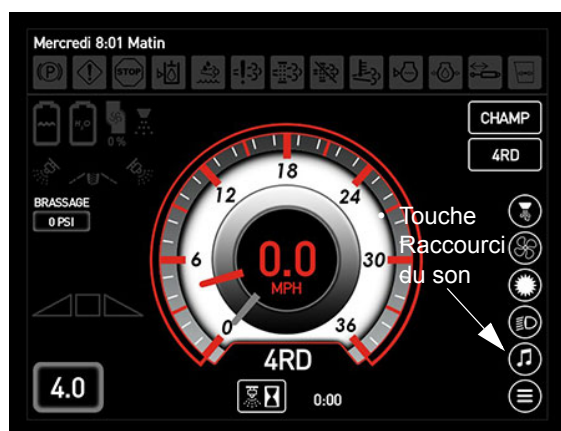 Mercredi 8:01 Matin
STOP
H₂O
0 %
CHAMP
4RD
BRASSAGE
0 PSI
0
6
12
18
24
30
36
0.0
MPH
• Touche
Raccourci
du son
4RD
4.0
0:00